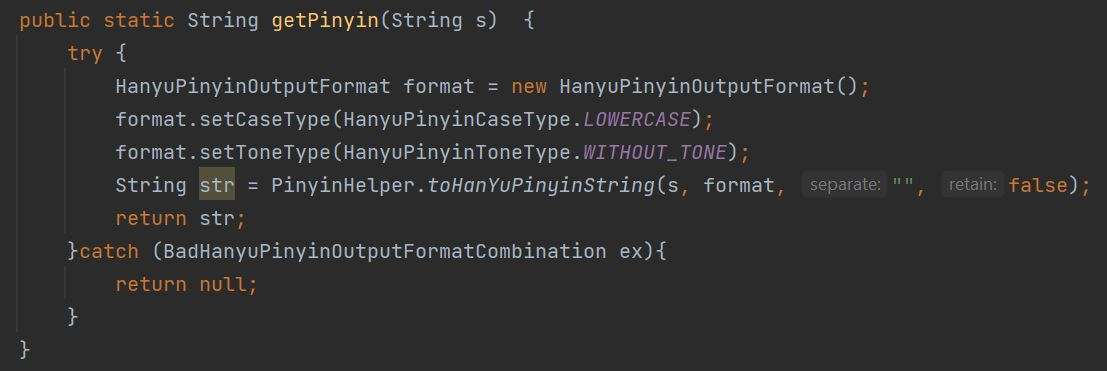 public static String getPinyin(String s)  {
    try {
        HanyuPinyinOutputFormat format = new HanyuPinyinOutputFormat();
        format.setCaseType(HanyuPinyinCaseType.LOWERCASE);
        format.setToneType(HanyuPinyinToneType.WITHOUT_TONE);
        String str = PinyinHelper.toHanYuPinyinString(s, format, separate: "", retain: false);
        return str;
    }catch (BadHanyuPinyinOutputFormatCombination ex){
        return null;
    }
}